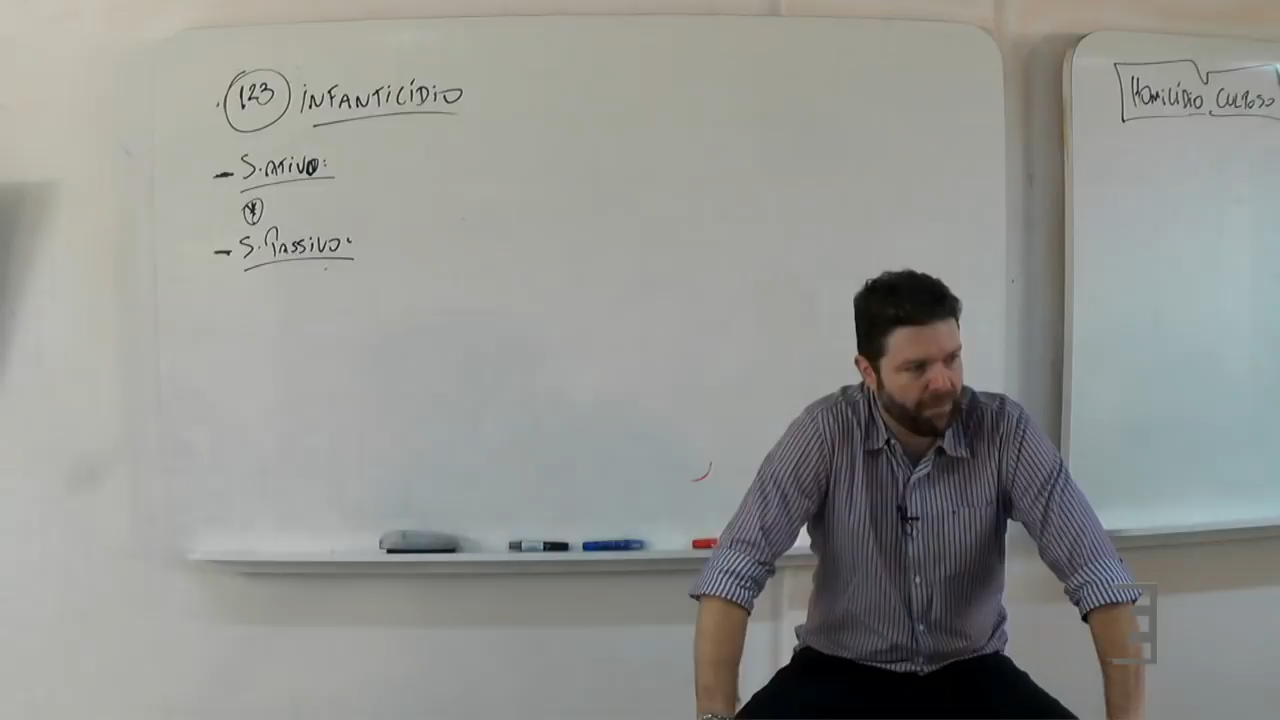 123 INFANTICÍDIO
- S. ATIVO:
*
- S. PASSIVO:
HOMICÍDIO CULPOSO